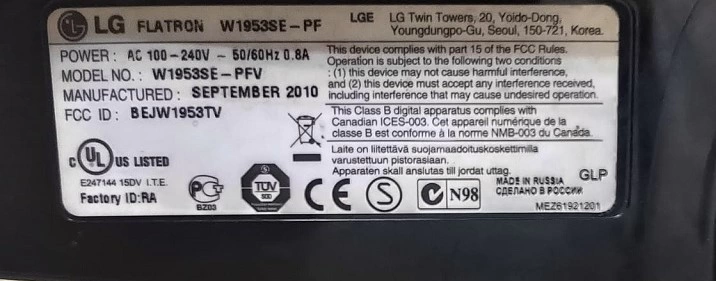 LG FLATRON W1953SE-PF
LGE LG Twin Towers, 20, Yoido-Dong,
Youngdungpo-Gu, Seoul, 150-721, Korea.
POWER : AC 100-240V ~ 50/60Hz 0.8A
MODEL NO. : W1953SE-PFV
MANUFACTURED : SEPTEMBER 2010
FCC ID : BEJW1953TV
This device complies with part 15 of the FCC Rules.
Operation is subject to the following two conditions
: (1) this device may not cause harmful interference,
and (2) this device must accept any interference received,
including interference that may cause undesired operation.
This Class B digital apparatus complies with
Canadian ICES-003. Cet appareil numérique de la
classe B est conforme à la norme NMB-003 du Canada.
Laite on liitettävä suojamaadoituskoskettimilla
varustettuun pistorasiaan.
Apparaten skall anslutas till jordat uttag.
C UL US LISTED
E247144 15DV I.T.E.
Factory ID:RA
PC
BZ03
TÜV
CE
S
N98
MADE IN RUSSIA
СДЕЛАНО В РОССИИ
GLP
MEZ61921201